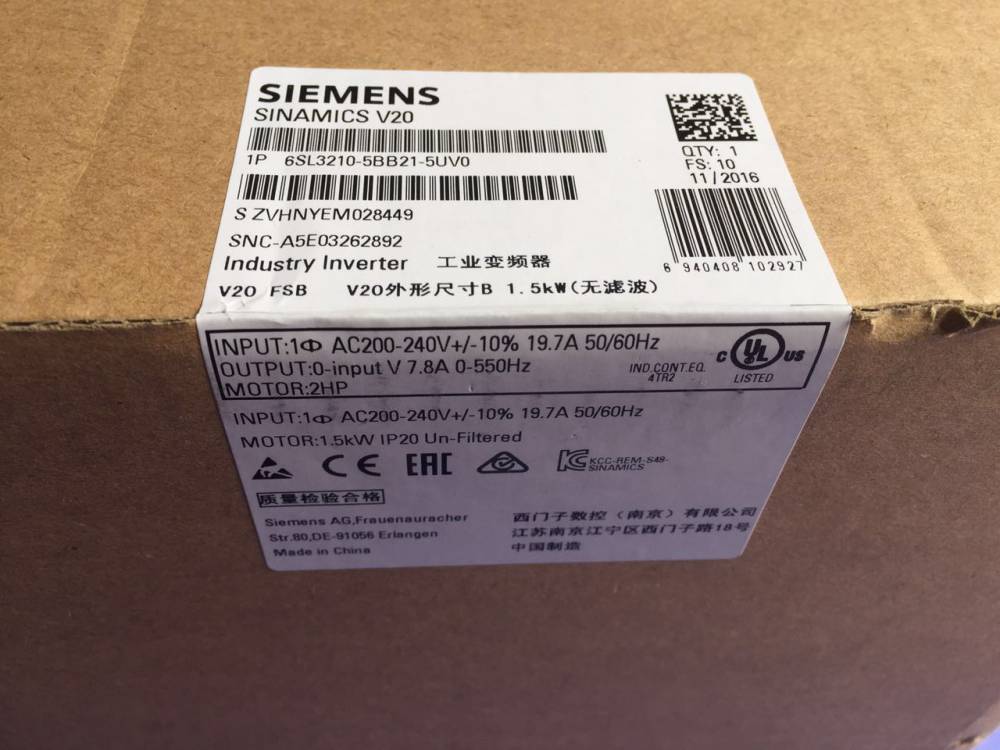 SIEMENS
SINAMICS V20
1P 6SL3210-5BB21-5UV0
S ZVHNYEM028449
SNC-A5E03262892
Industry Inverter 工业变频器
V20 FSB V20外形尺寸B 1.5kW(无滤波)
QTY: 1
FS: 10
11/2016
6 940408 102927
INPUT:1Φ AC200-240V+/-10% 19.7A 50/60Hz
OUTPUT:0-input V 7.8A 0-550Hz
MOTOR:2HP
IND.CONT.EQ.
4TR2
C UL US
LISTED
INPUT:1Φ AC200-240V+/-10% 19.7A 50/60Hz
MOTOR:1.5kW IP20 Un-Filtered
CE EAC KCC-REM-S49-
SINAMICS
质量检验合格
Siemens AG,Frauenauracher
Str.80,DE-91056 Erlangen
Made in China
西门子数控（南京）有限公司
江苏南京江宁区西门子路18号
中国制造